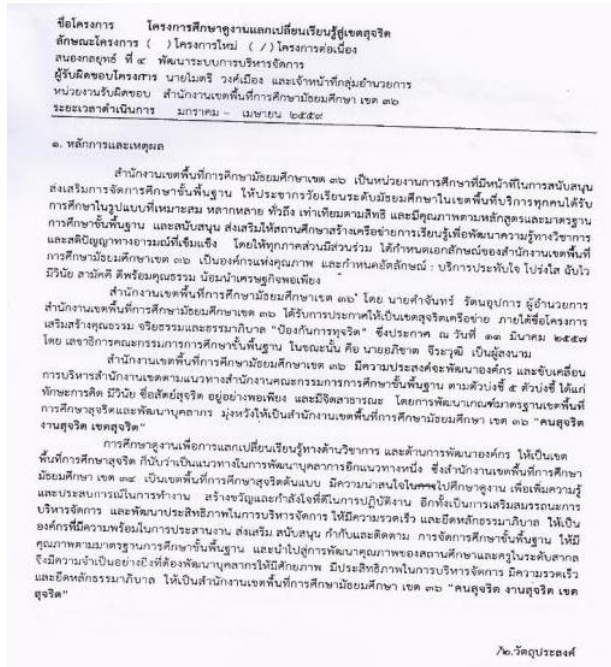 ชื่อโครงการ โครงการศึกษาดูงานแลกเปลี่ยนเรียนรู้สู่เขตสุจริต
ลักษณะโครงการ ( ) โครงการใหม่ ( / ) โครงการต่อเนื่อง
สนองกลยุทธ์ ที่ ๔ พัฒนาระบบการบริหารจัดการ
ผู้รับผิดชอบโครงการ นายไมตรี วงค์เมือง และเจ้าหน้าที่กลุ่มอำนวยการ
หน่วยงานรับผิดชอบ สำนักงานเขตพื้นที่การศึกษามัธยมศึกษา เขต ๓๖
ระยะเวลาดำเนินการ มกราคม – เมษายน ๒๕๕๙
๑. หลักการและเหตุผล
สำนักงานเขตพื้นที่การศึกษามัธยมศึกษาเขต ๓๖ เป็นหน่วยงานการศึกษาที่มีหน้าที่ในการสนับสนุน
ส่งเสริมการจัดการศึกษาขั้นพื้นฐาน ให้ประชากรวัยเรียนระดับมัธยมศึกษาในเขตพื้นที่บริการทุกคนได้รับ
การศึกษาในรูปแบบที่เหมาะสม หลากหลาย ทั่วถึง เท่าเทียมตามสิทธิ และมีคุณภาพตามหลักสูตรและมาตรฐาน
การศึกษาขั้นพื้นฐาน และสนับสนุน ส่งเสริมให้สถานศึกษาสร้างเครือข่ายการเรียนรู้เพื่อพัฒนาความรู้ทางวิชาการ
และสติปัญญาทางอารมณ์ที่เข้มแข็ง โดยให้ทุกภาคส่วนมีส่วนร่วม ได้กำหนดเอกลักษณ์ของสำนักงานเขตพื้นที่
การศึกษามัธยมศึกษาเขต ๓๖ เป็นองค์กรแห่งคุณภาพ และกำหนดอัตลักษณ์ : บริการประทับใจ โปร่งใส ฉับไว
มีวินัย สามัคคี ดีพร้อมคุณธรรม น้อมนำเศรษฐกิจพอเพียง
สำนักงานเขตพื้นที่การศึกษามัธยมศึกษาเขต ๓๖ โดย นายคำจันทร์ รัตนอุปการ ผู้อำนวยการ
สำนักงานเขตพื้นที่การศึกษามัธยมศึกษาเขต ๓๖ ได้รับการประกาศให้เป็นเขตสุจริตเครือข่าย ภายใต้ชื่อโครงการ
เสริมสร้างคุณธรรม จริยธรรมและธรรมาภิบาล "ป้องกันการทุจริต" ซึ่งประกาศ ณ วันที่ ๑๑ มีนาคม ๒๕๕๗
โดย เลขาธิการคณะกรรมการการศึกษาขั้นพื้นฐาน ในขณะนั้น คือ นายอภิชาต จีระวุฒิ เป็นผู้ลงนาม
สำนักงานเขตพื้นที่การศึกษามัธยมศึกษาเขต ๓๖ มีความประสงค์จะพัฒนาองค์กร และขับเคลื่อน
การบริหารสำนักงานเขตตามแนวทางสำนักงานคณะกรรมการการศึกษาขั้นพื้นฐาน ตามตัวบ่งชี้ ๕ ตัวบ่งชี้ ได้แก่
ทักษะการคิด มีวินัย ซื่อสัตย์สุจริต อยู่อย่างพอเพียง และมีจิตสาธารณะ โดยการพัฒนาเกณฑ์มาตรฐานเขตพื้นที่
การศึกษาสุจริตและพัฒนาบุคลากร มุ่งหวังให้เป็นสำนักงานเขตพื้นที่การศึกษามัธยมศึกษา เขต ๓๖ "คนสุจริต
งานสุจริต เขตสุจริต"
การศึกษาดูงานเพื่อการแลกเปลี่ยนเรียนรู้ทางด้านวิชาการ และด้านการพัฒนาองค์กร ให้เป็นเขต
พื้นที่การศึกษาสุจริต ก็นับว่าเป็นแนวทางในการพัฒนาบุคลาการอีกแนวทางหนึ่ง ซึ่งสำนักงานเขตพื้นที่การศึกษา
มัธยมศึกษา เขต ๓๔ เป็นเขตพื้นที่การศึกษาสุจริตต้นแบบ มีความน่าสนใจในการไปศึกษาดูงาน เพื่อเพิ่มความรู้
และประสบการณ์ในการทำงาน สร้างขวัญและกำลังใจที่ดีในการปฏิบัติงาน อีกทั้งเป็นการเสริมสมรรถนะการ
บริหารจัดการ และพัฒนาประสิทธิภาพในการบริหารจัดการ ให้มีความรวดเร็ว และยึดหลักธรรมาภิบาล ให้เป็น
องค์กรที่มีความพร้อมในการประสานงาน ส่งเสริม สนับสนุน กำกับและติดตาม การจัดการศึกษาขั้นพื้นฐาน ให้มี
คุณภาพตามมาตรฐานการศึกษาขั้นพื้นฐาน และนำไปสู่การพัฒนาคุณภาพของสถานศึกษาและครูในระดับสากล
จึงมีความจำเป็นอย่างยิ่งที่ต้องพัฒนาบุคลากรให้มีศักยภาพ มีประสิทธิภาพในการบริหารจัดการ มีความรวดเร็ว
และยึดหลักธรรมาภิบาล ให้เป็นสำนักงานเขตพื้นที่การศึกษามัธยมศึกษา เขต ๓๖ "คนสุจริต งานสุจริต เขต
สุจริต"
/๒.วัตถุประสงค์